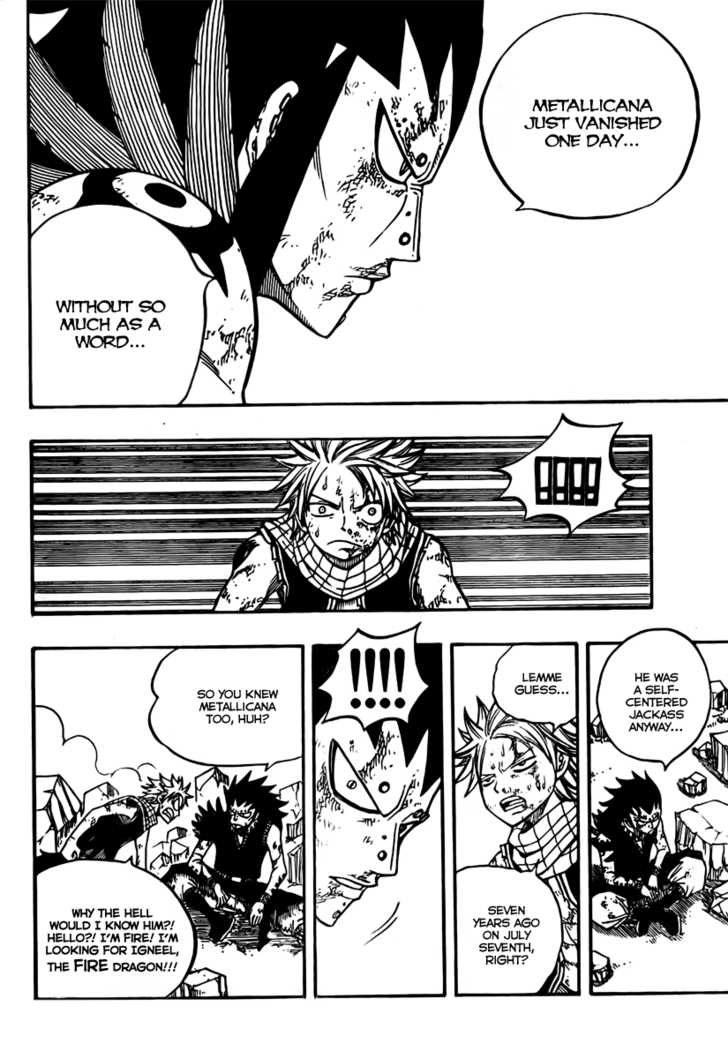 METALLICANA
JUST VANISHED
ONE DAY...
WITHOUT SO
MUCH AS A
WORD...
!!!!
HE WAS
A SELF-
CENTERED
JACKASS
ANYWAY...
LEMME
GUESS...
SEVEN
YEARS AGO
ON JULY
SEVENTH,
RIGHT?
!!!!
SO YOU KNEW
METALLICANA
TOO, HUH?
WHY THE HELL
WOULD I KNOW HIM?!
HELLO?! I'M FIRE! I'M
LOOKING FOR IGNEEL,
THE FIRE DRAGON!!!